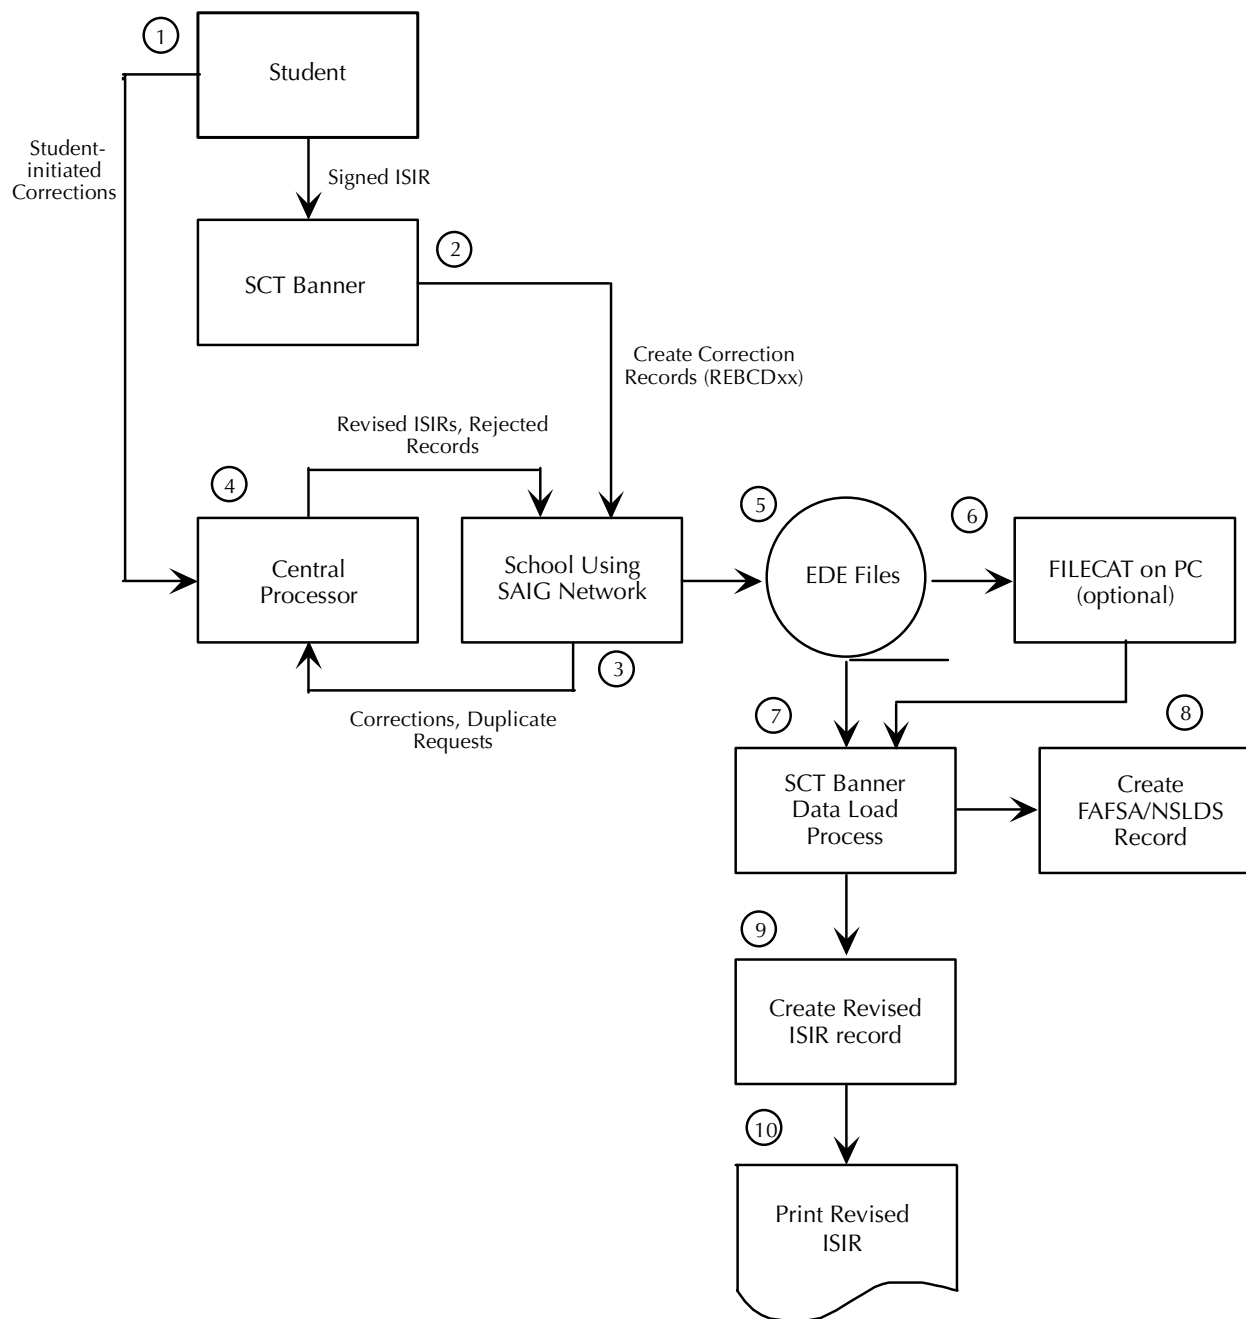 1
Student
Student-
initiated
Corrections
Signed ISIR
2
SCT Banner
Create Correction
Records (REBCDxx)
Revised ISIRs, Rejected
Records
4
5
6
Central
Processor
School Using
SAIG Network
EDE Files
FILECAT on PC
(optional)
3
Corrections, Duplicate
Requests
7
8
SCT Banner
Data Load
Process
Create
FAFSA/NSLDS
Record
9
Create Revised
ISIR record
10
Print Revised
ISIR